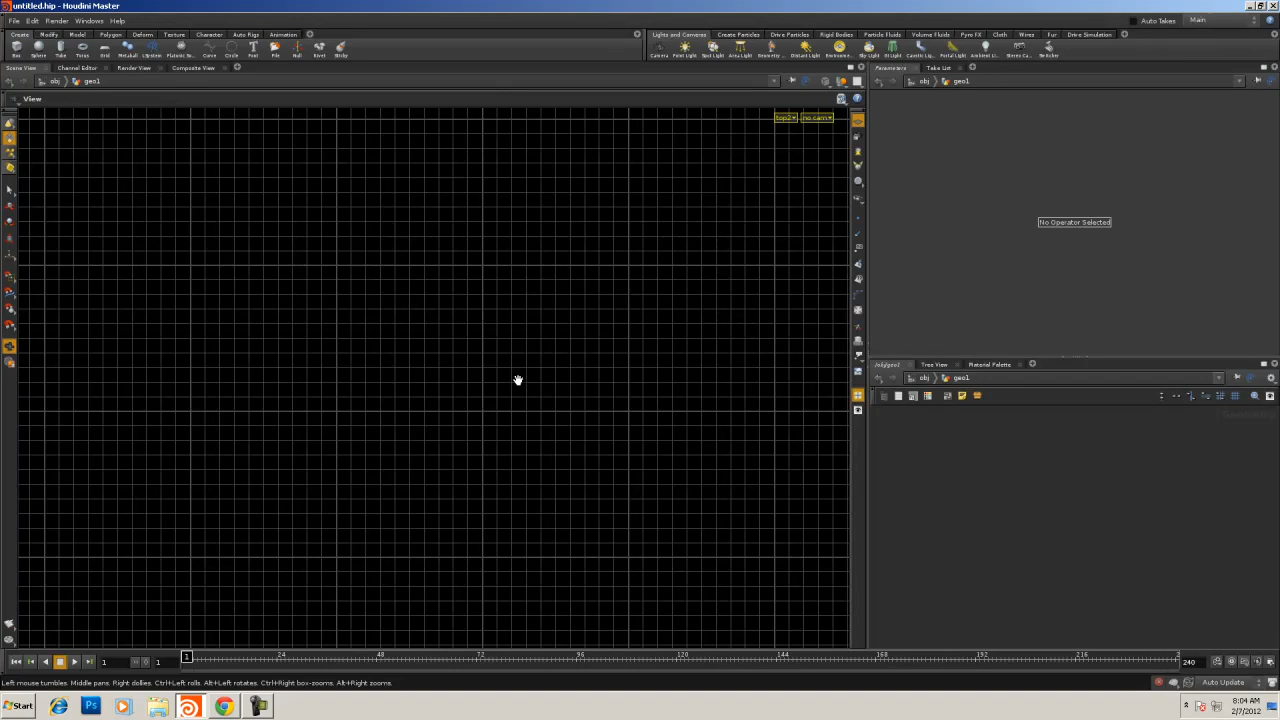 untitled.hip - Houdini Master
File Edit Render Windows Help
Auto Takes Main
Create Modify Model Polygon Deform Texture Character Auto Rigs Animation
Lights and Cameras Create Particles Drive Particles Rigid Bodies Particle Fluids Volume Fluids Pyro FX Cloth Wires Fur Drive Simulation
Box Sphere Tube Torus Grid Metaball L-System Platonic So... Curve Circle Font File Null Rivet Sticky
Camera Point Light Spot Light Area Light Geometry ... Distant Light Environme... Sky Light GI Light Caustic Lig... Portal Light Ambient Li... Stereo Ca... Switcher
Scene View Channel Editor Render View Composite View
Parameters Take List
obj geo1
obj geo1
View
top2 no cam
No Operator Selected
/obj/geo1 Tree View Material Palette
obj geo1
1 1 1 24 48 72 96 120 144 168 192 216 2 240
Left mouse tumbles. Middle pans. Right dollies. Ctrl+Left rolls. Alt+Left rotates. Ctrl+Right box-zooms. Alt+Right zooms.
Auto Update
Start
8:04 AM
2/7/2012